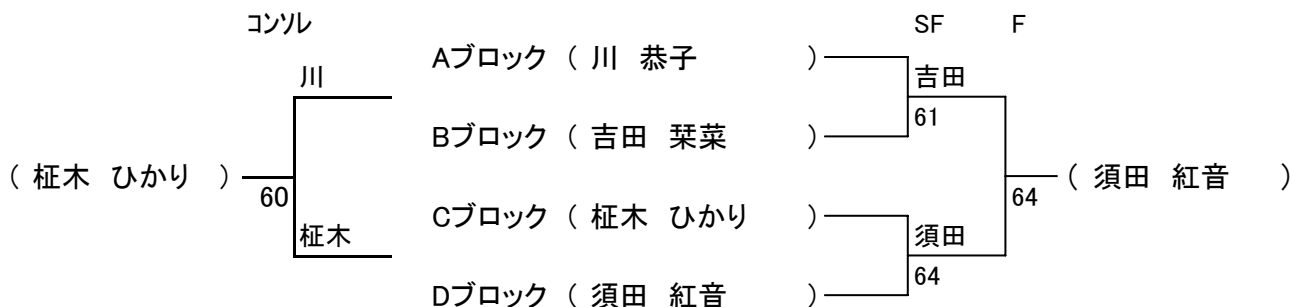 コンソレ SF F
Aブロック ( 川 恭子 )
川 吉田
61
Bブロック ( 吉田 栞菜 )
( 柾木 ひかり ) ( 須田 紅音 )
60 64
Cブロック ( 柾木 ひかり )
柾木 須田
64
Dブロック ( 須田 紅音 )